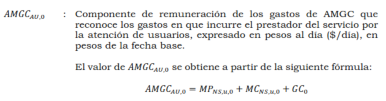 AMGC_{AU,0} : Componente de remuneración de los gastos de AMGC que
reconoce los gastos en que incurre el prestador del servicio por
la atención de usuarios, expresado en pesos al día ($/día), en
pesos de la fecha base.
El valor de AMGC_{AU,0} se obtiene a partir de la siguiente fórmula:
AMGC_{AU,0} = MP_{NS,u,0} + MC_{NS,u,0} + GC_0